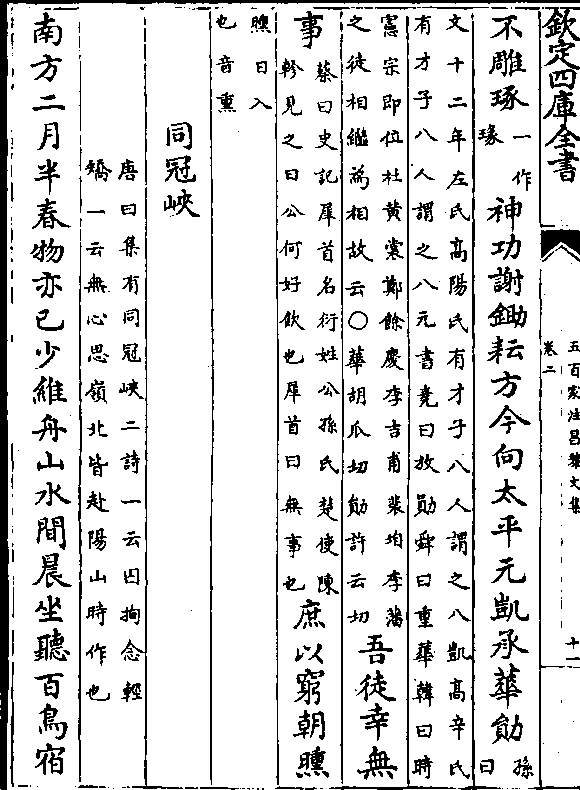 欽定四庫全書
五百家注昌黎文集
卷二
十一
不雕琢一作瑑神功謝鋤耘方今向太平元凱承華勛孫曰
文十二年左氏高陽氏有才子八人謂之八凱高辛氏
有才子八人謂之八元書堯曰放勛舜曰重華韓曰時
憲宗即位杜黄裳鄭餘慶李吉甫裴垍李藩
之徒相繼為相故云〇華胡瓜切勛許云切
吾徒幸無
事蔡曰史記犀首名衍姓公孫氏楚使陳
軫見之曰公何好飲也犀首曰無事也
庶以窮朝曛
曛日入
也音熏
同冠峽
唐曰集有同冠峽二詩一云囚拘念輕
矯一云無心思嶺北皆赴陽山時作也
南方二月半春物亦已少維舟山水間晨坐聽百鳥宿